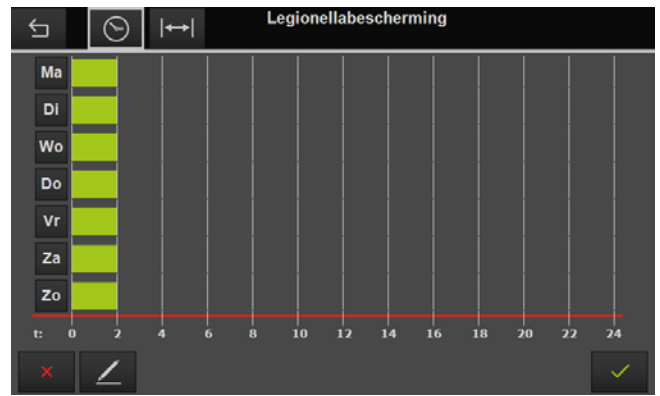 Legionellabescherming
Ma
Di
Wo
Do
Vr
Za
Zo
t: 0 2 4 6 8 10 12 14 16 18 20 22 24